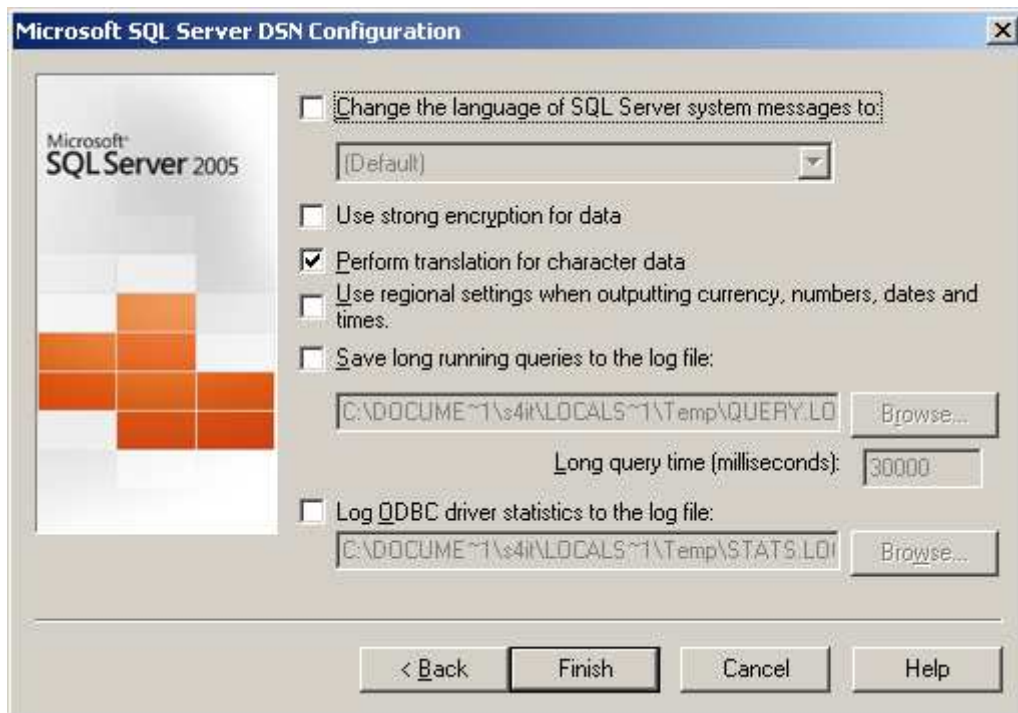 Microsoft SQL Server DSN Configuration
Microsoft
SQL Server 2005
Change the language of SQL Server system messages to:
(Default)
Use strong encryption for data
Perform translation for character data
Use regional settings when outputting currency, numbers, dates and
times.
Save long running queries to the log file:
C:\DOCUME~1\s4it\LOCALS~1\Temp\QUERY.LO
Browse...
Long query time (milliseconds):
30000
Log ODBC driver statistics to the log file:
C:\DOCUME~1\s4it\LOCALS~1\Temp\STATS.LO
Browse...
< Back
Finish
Cancel
Help